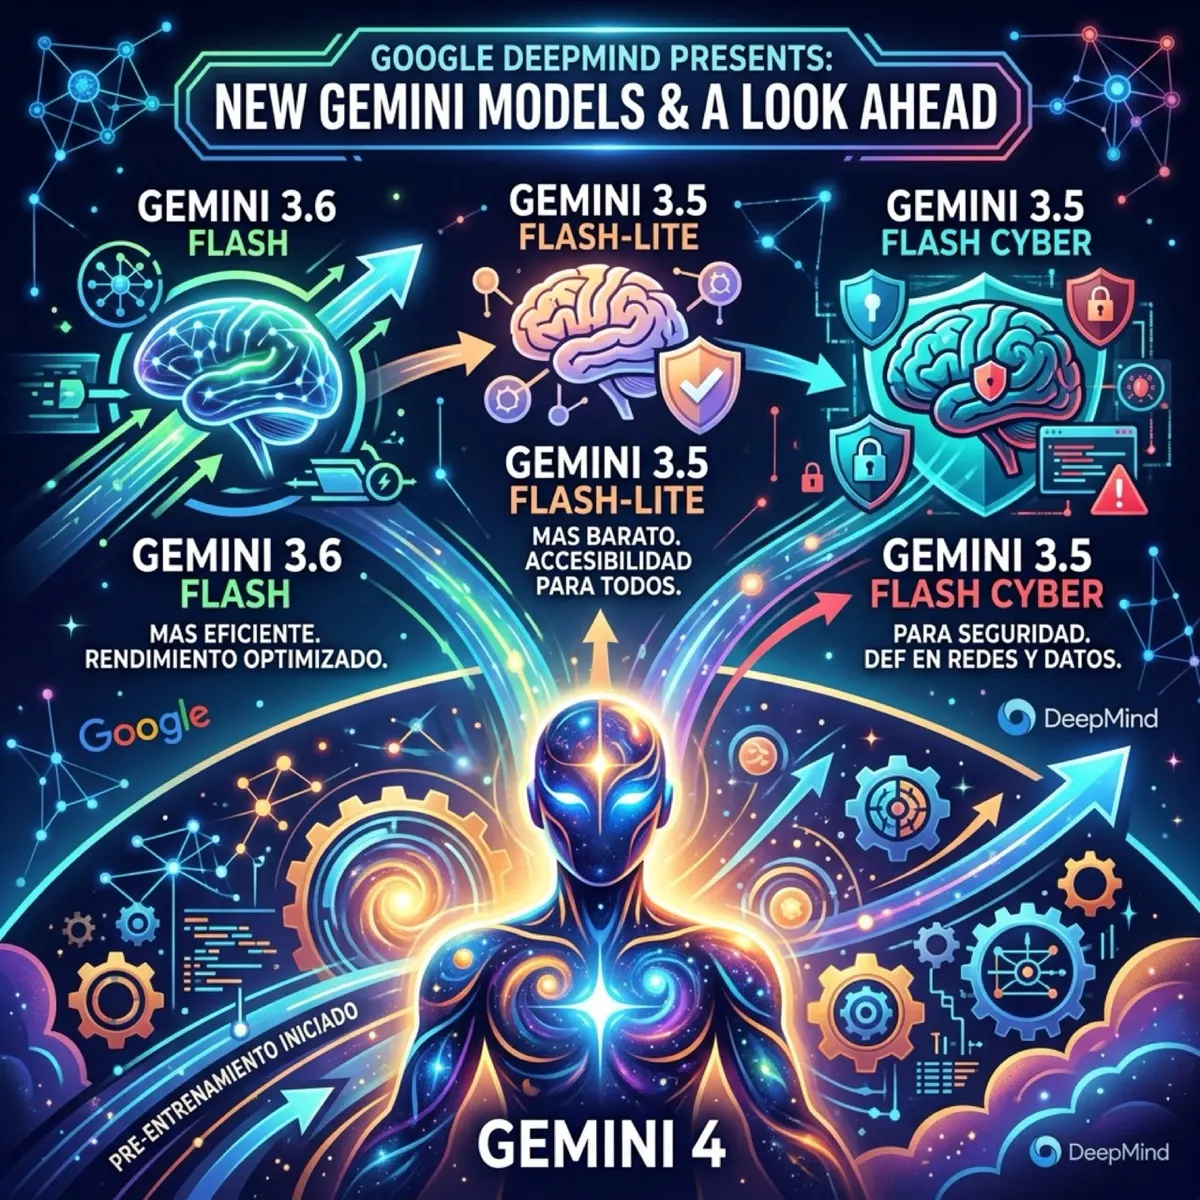 GOOGLE DEEPMIND PRESENTS:
NEW GEMINI MODELS & A LOOK AHEAD
GEMINI 3.6
FLASH
GEMINI 3.5
FLASH-LITE
GEMINI 3.5
FLASH CYBER
GEMINI 3.6
FLASH
MAS EFICIENTE.
RENDIMIENTO OPTIMIZADO.
GEMINI 3.5
FLASH-LITE
MAS BARATO.
ACCESIBILIDAD
PARA TODOS.
GEMINI 3.5
FLASH CYBER
PARA SEGURIDAD.
DEF EN REDES Y DATOS.
Google
DeepMind
PRE-ENTRENAMIENTO INICIADO
GEMINI 4
DeepMind